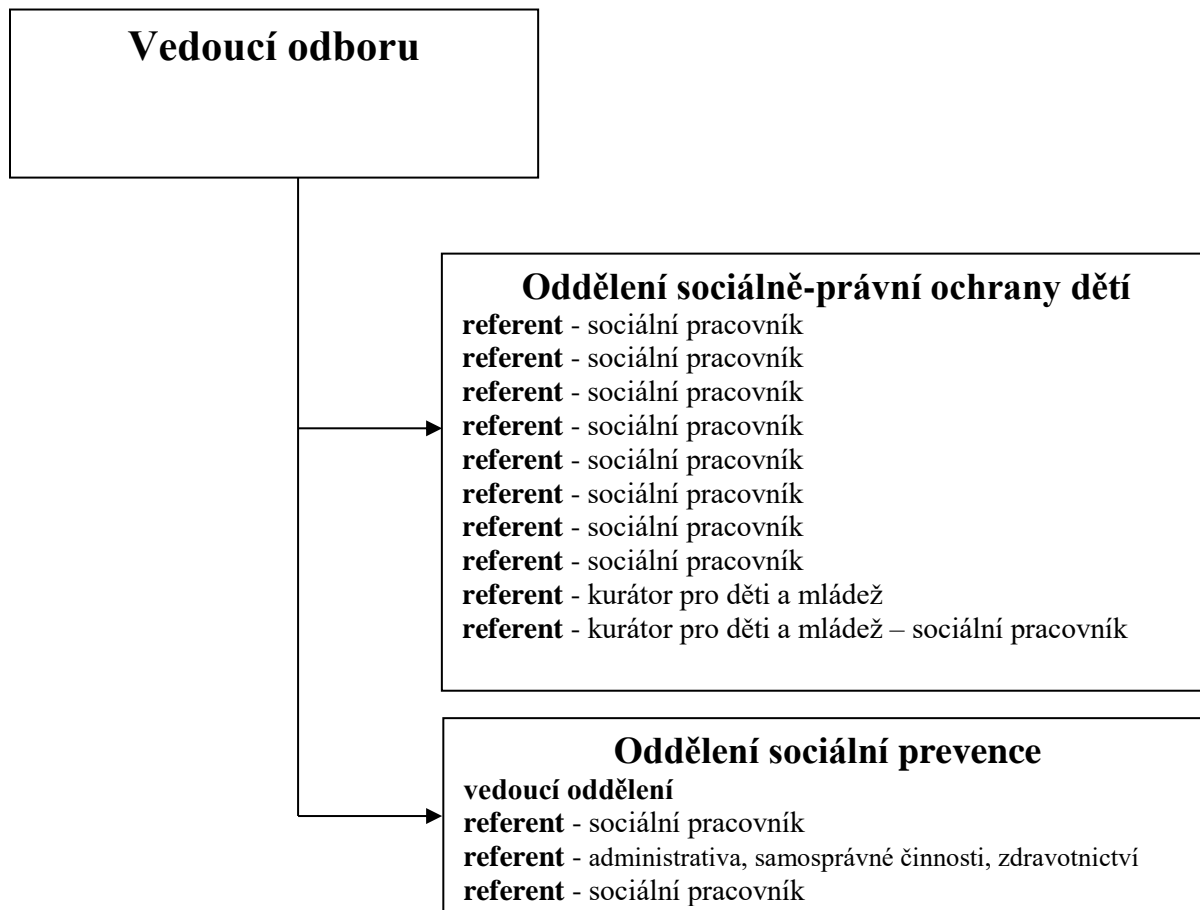 Vedoucí odboru
Oddělení sociálně-právní ochrany dětí
referent - sociální pracovník
referent - sociální pracovník
referent - sociální pracovník
referent - sociální pracovník
referent - sociální pracovník
referent - sociální pracovník
referent - sociální pracovník
referent - sociální pracovník
referent - kurátor pro děti a mládež
referent - kurátor pro děti a mládež – sociální pracovník
Oddělení sociální prevence
vedoucí oddělení
referent - sociální pracovník
referent - administrativa, samosprávné činnosti, zdravotnictví
referent - sociální pracovník